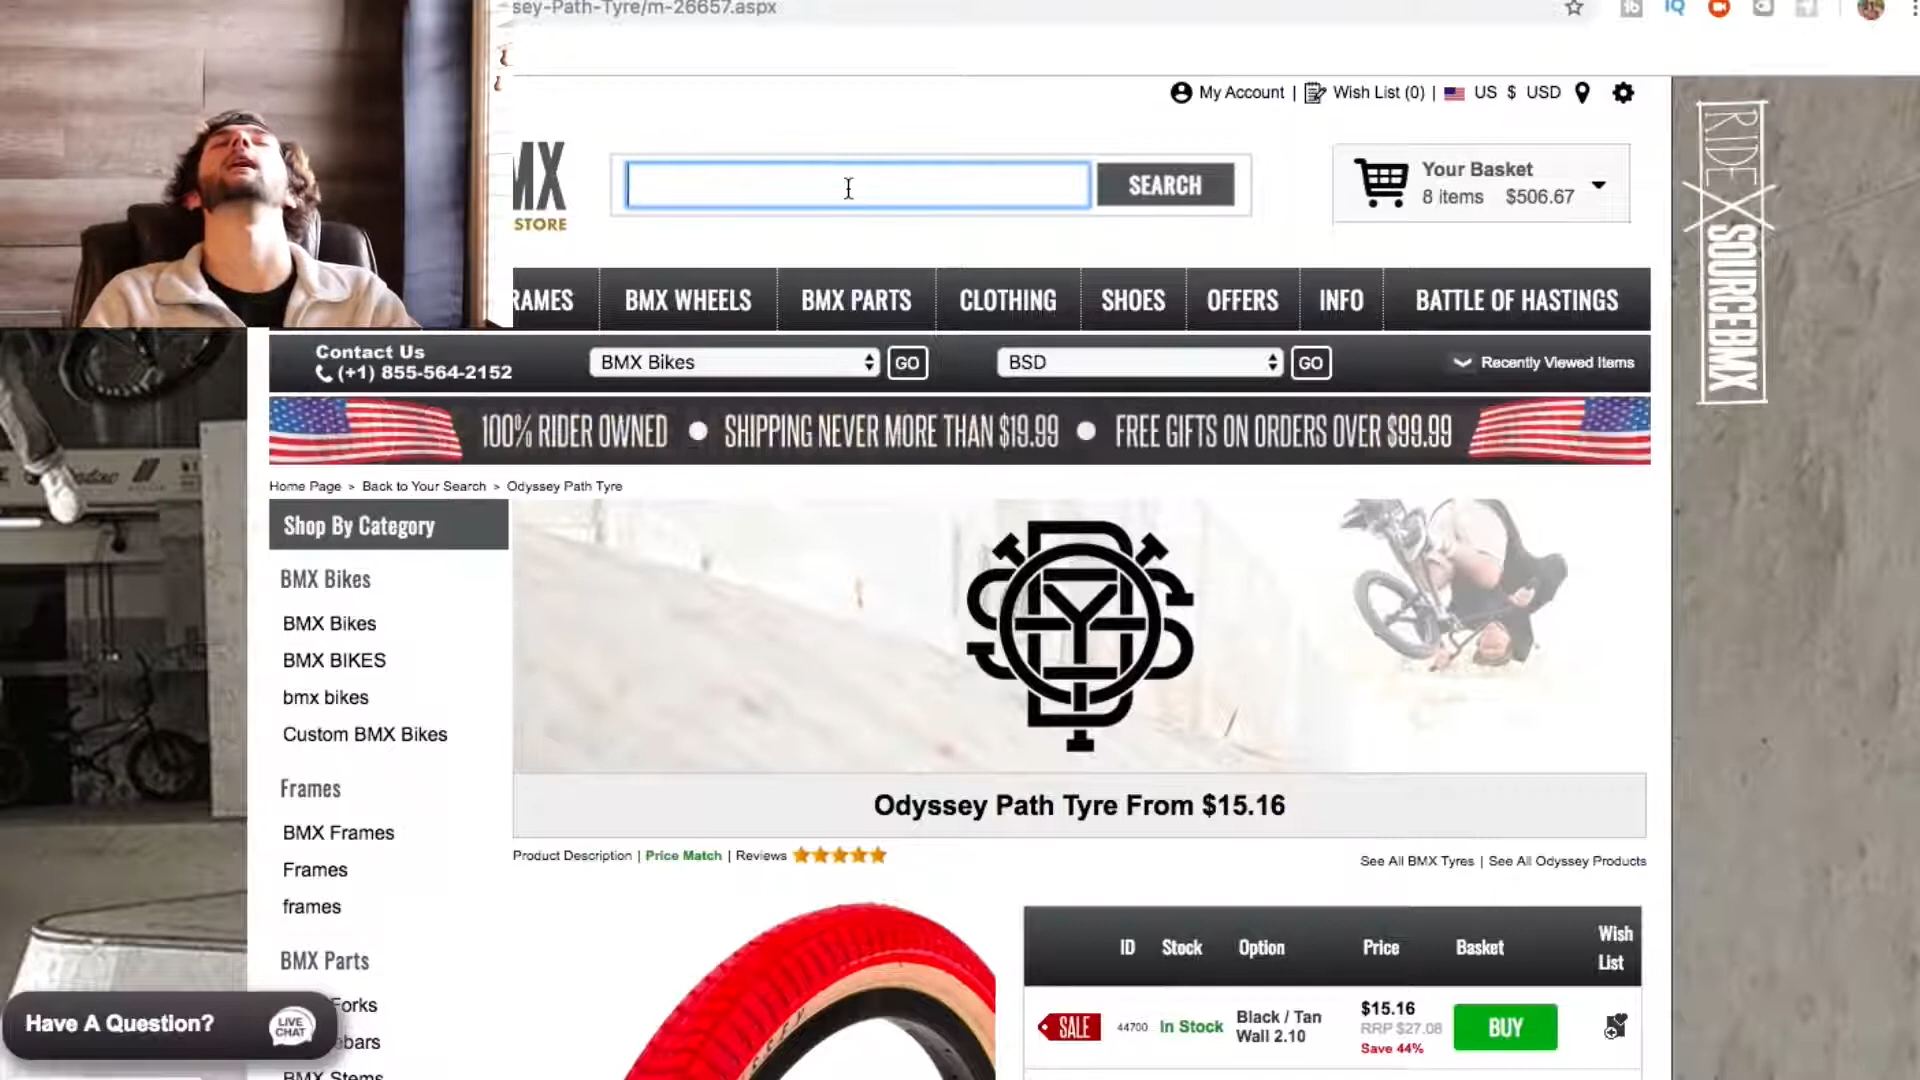 sey-Path-Tyre/m-26657.aspx
My Account | Wish List (0) | US $ USD
MX
STORE
SEARCH
Your Basket
8 items $506.67
RAMES
BMX WHEELS
BMX PARTS
CLOTHING
SHOES
OFFERS
INFO
BATTLE OF HASTINGS
Contact Us
(+1) 855-564-2152
BMX Bikes
GO
BSD
GO
Recently Viewed Items
100% RIDER OWNED ● SHIPPING NEVER MORE THAN $19.99 ● FREE GIFTS ON ORDERS OVER $99.99
Home Page > Back to Your Search > Odyssey Path Tyre
Shop By Category
BMX Bikes
BMX Bikes
BMX BIKES
bmx bikes
Custom BMX Bikes
Frames
BMX Frames
Frames
frames
BMX Parts
Forks
ebars
BMX Stems
Have A Question?
LIVE
CHAT
Odyssey Path Tyre From $15.16
Product Description | Price Match | Reviews
See All BMX Tyres | See All Odyssey Products
ID Stock Option Price Basket Wish List
SALE
44700
In Stock
Black / Tan
Wall 2.10
$15.16
RRP $27.08
Save 44%
BUY
RIDE
SOURCEBMX